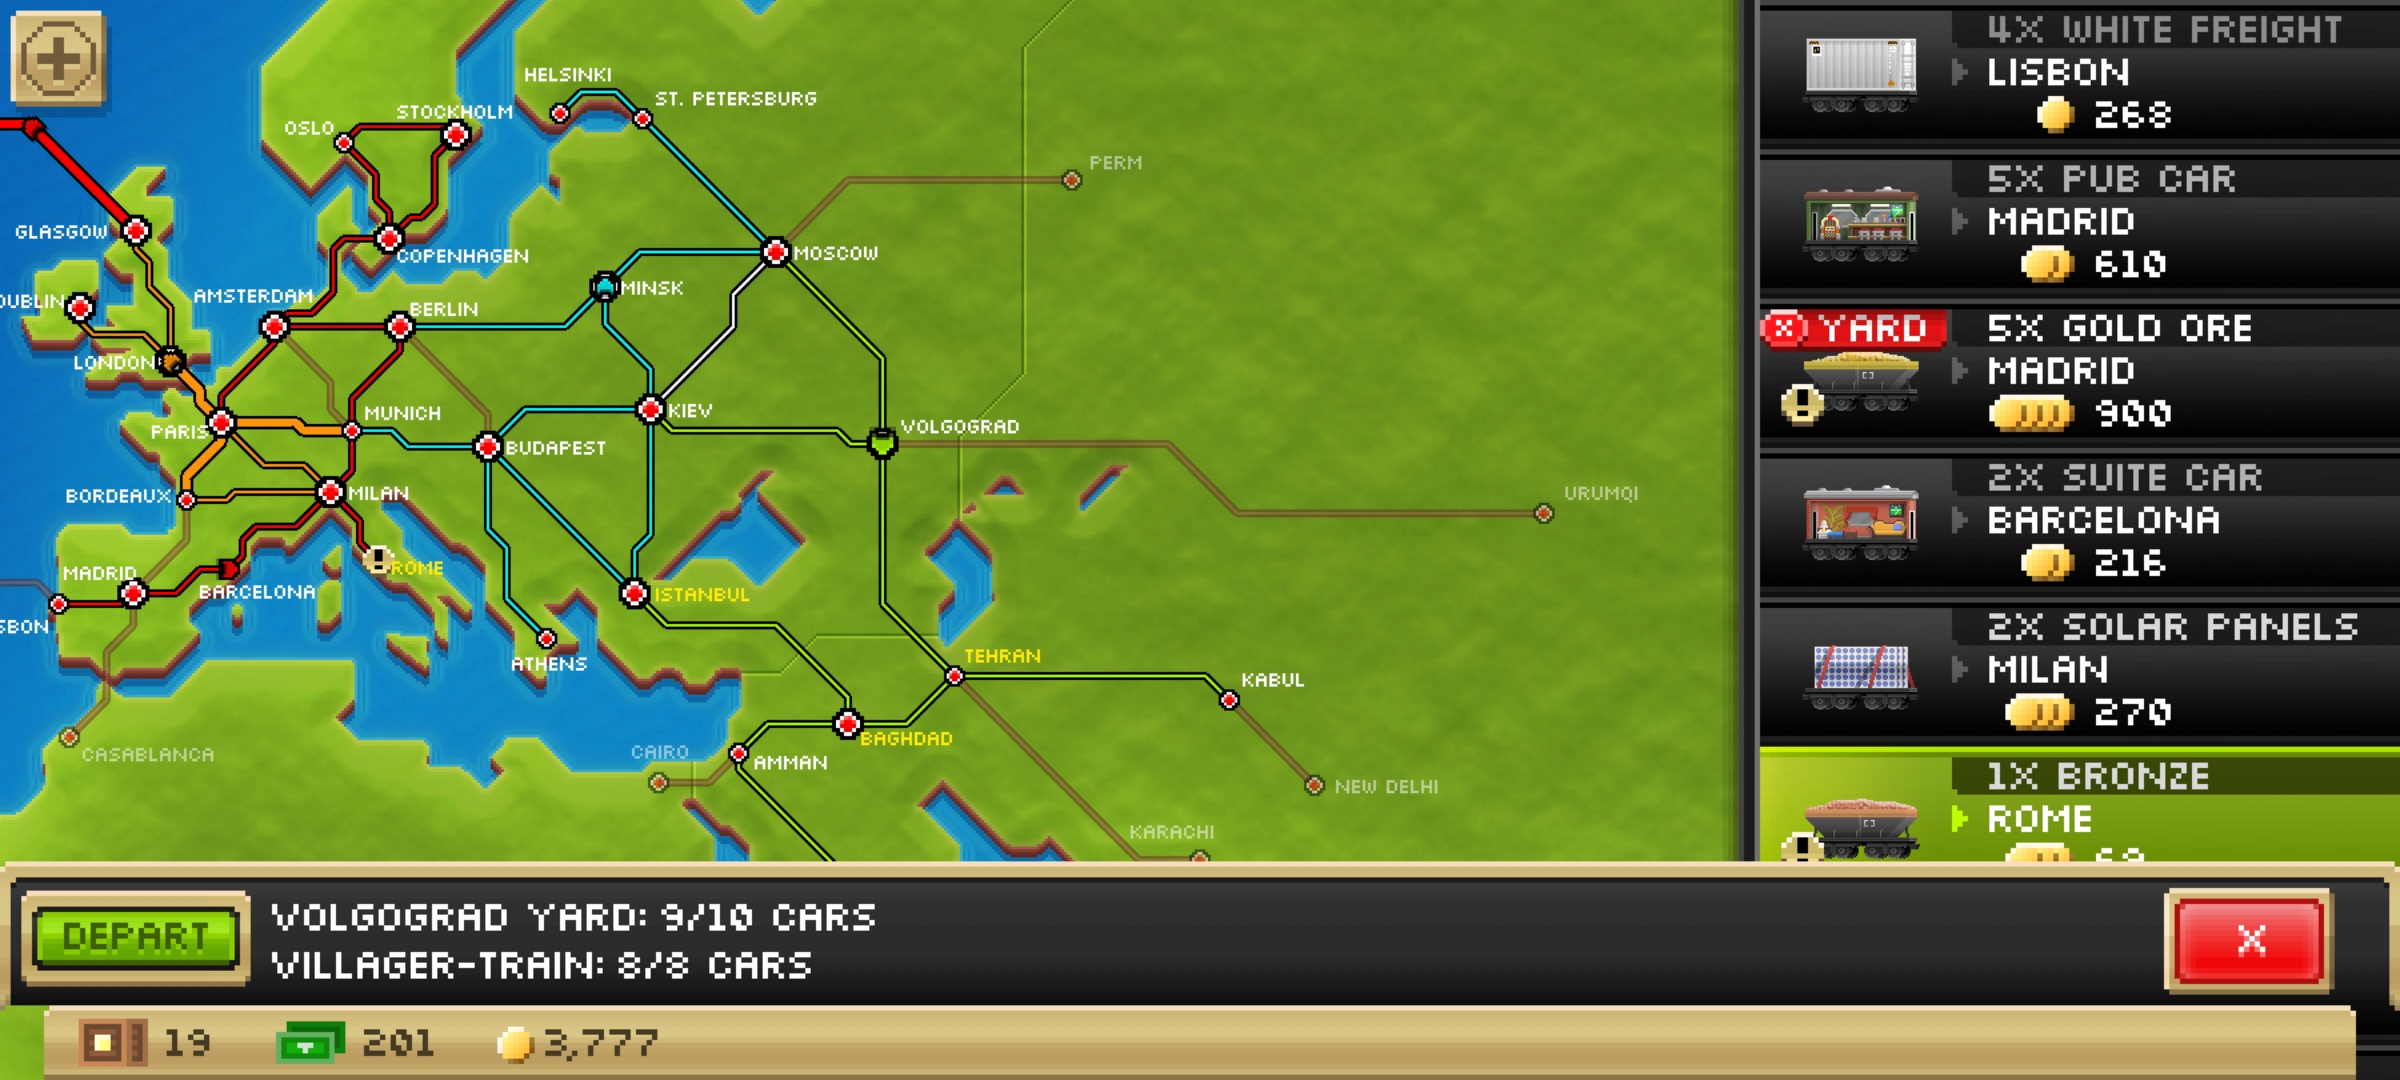 HELSINKI
ST. PETERSBURG
STOCKHOLM
OSLO
PERM
GLASGOW
COPENHAGEN
MOSCOW
MINSK
AMSTERDAM
DUBLIN
BERLIN
LONDON
MUNICH
KIEV
VOLGOGRAD
PARIS
BUDAPEST
BORDEAUX
MILAN
URUMQI
ROME
MADRID
BARCELONA
ISTANBUL
SBON
ATHENS
TEHRAN
KABUL
BAGHDAD
CASABLANCA
CAIRO
AMMAN
NEW DELHI
KARACHI
4X WHITE FREIGHT
LISBON
268
5X PUB CAR
MADRID
610
YARD
5X GOLD ORE
MADRID
900
2X SUITE CAR
BARCELONA
216
2X SOLAR PANELS
MILAN
270
1X BRONZE
ROME
DEPART
VOLGOGRAD YARD: 9/10 CARS
VILLAGER-TRAIN: 8/8 CARS
X
19
201
3,777